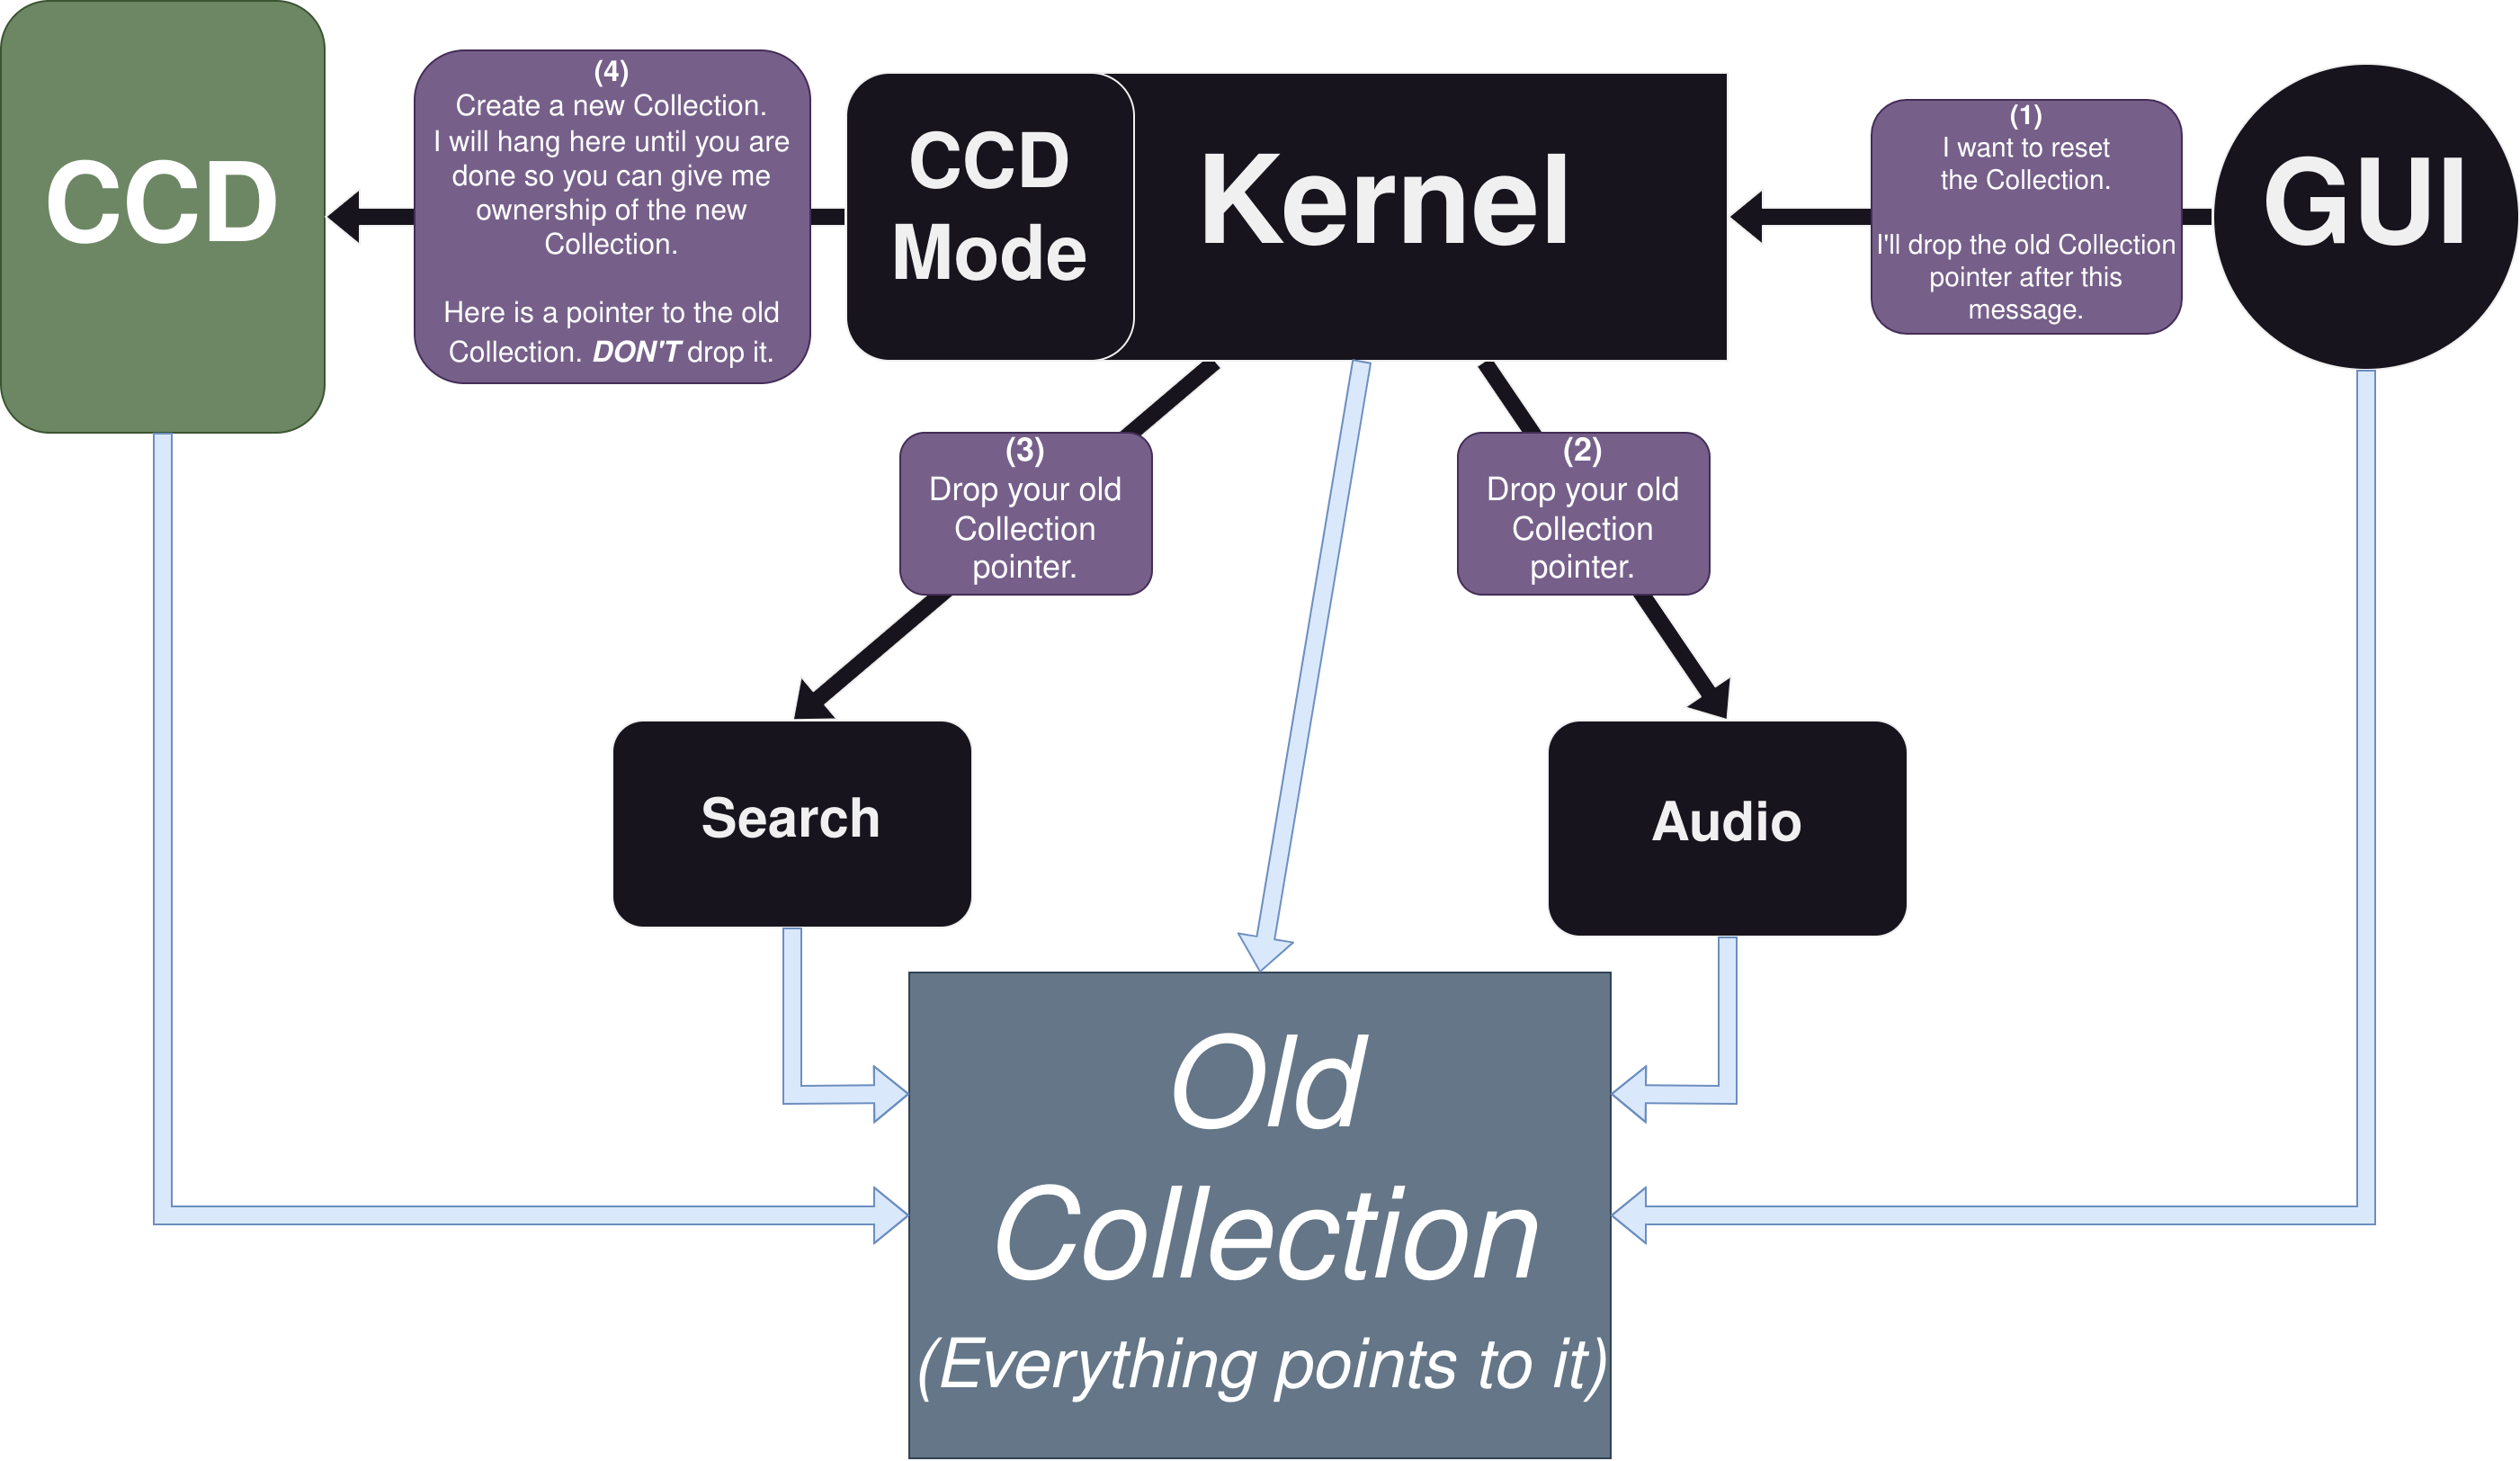 CCD
(4)
Create a new Collection.
I will hang here until you are
done so you can give me
ownership of the new
Collection.
Here is a pointer to the old
Collection. DON'T drop it.
CCD
Mode
Kernel
(1)
I want to reset
the Collection.
I'll drop the old Collection
pointer after this
message.
GUI
(3)
Drop your old
Collection
pointer.
(2)
Drop your old
Collection
pointer.
Search
Audio
Old
Collection
(Everything points to it)